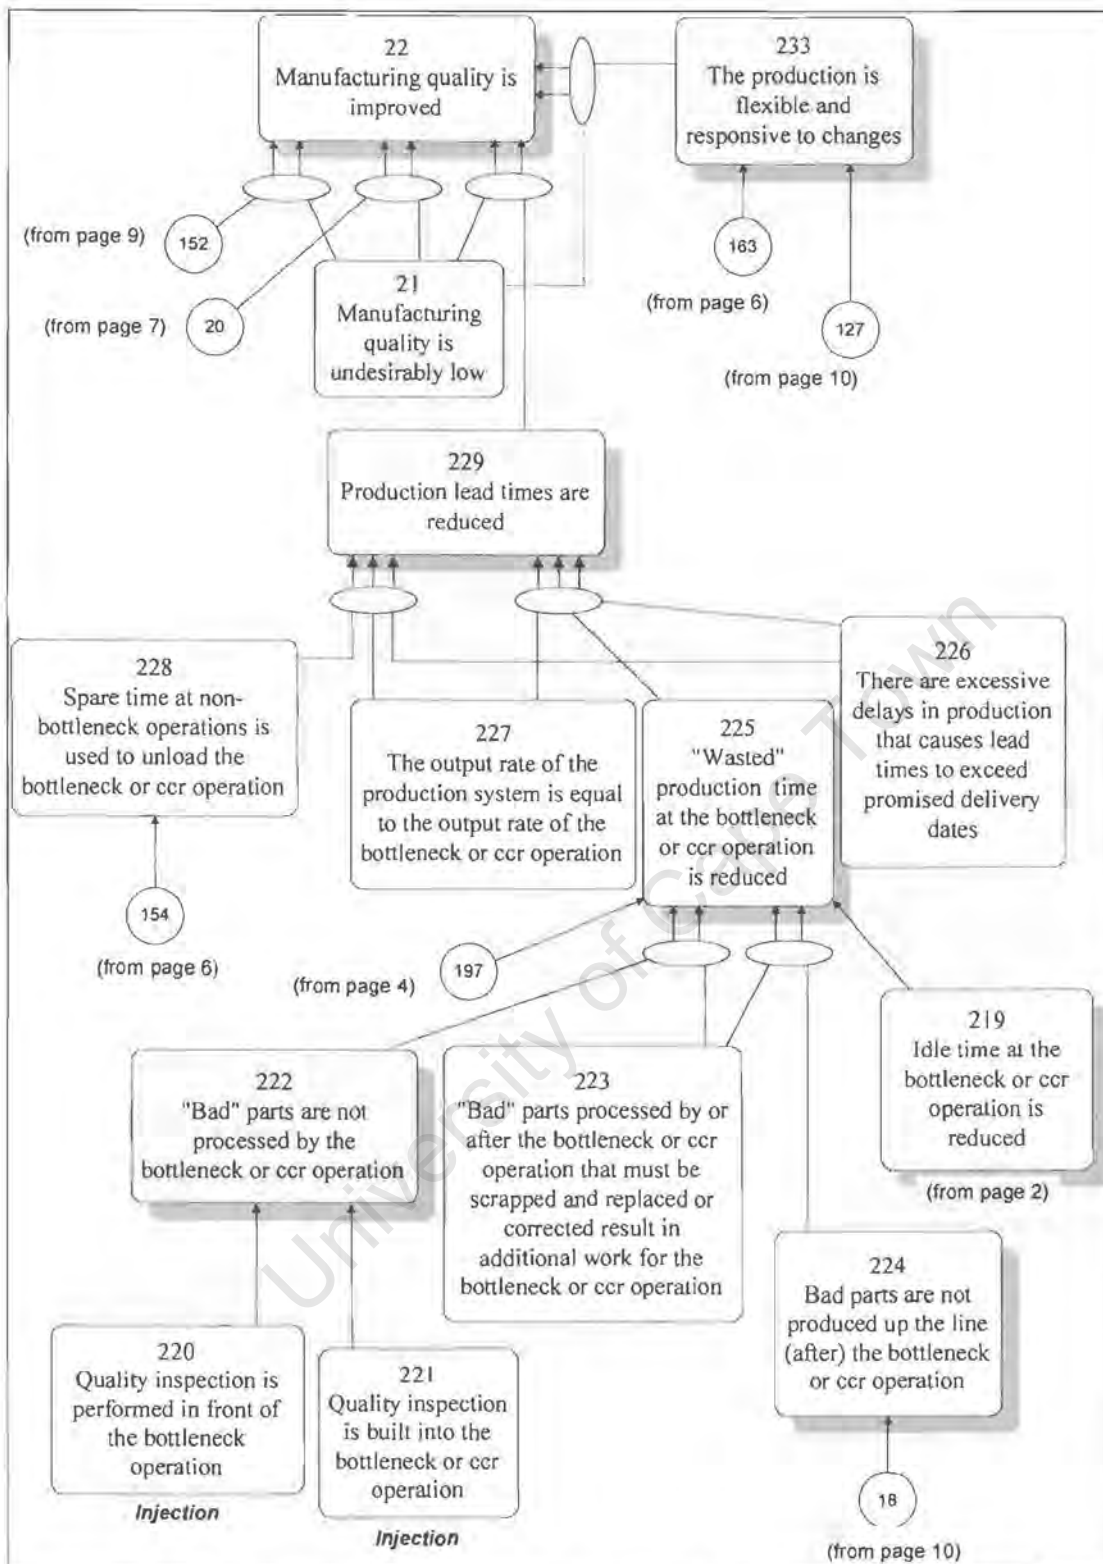 22
Manufacturing quality is
improved
233
The production is
flexible and
responsive to changes
(from page 9)
152
163
(from page 6)
21
Manufacturing
quality is
undesirably low
(from page 7)
20
127
(from page 10)
229
Production lead times are
reduced
228
Spare time at non-
bottleneck operations is
used to unload the
bottleneck or ccr operation
227
The output rate of the
production system is equal
to the output rate of the
bottleneck or ccr operation
225
"Wasted"
production time
at the bottleneck
or ccr operation
is reduced
226
There are excessive
delays in production
that causes lead
times to exceed
promised delivery
dates
154
(from page 6)
(from page 4)
197
219
Idle time at the
bottleneck or ccr
operation is
reduced
(from page 2)
222
"Bad" parts are not
processed by the
bottleneck or ccr operation
223
"Bad" parts processed by or
after the bottleneck or ccr
operation that must be
scrapped and replaced or
corrected result in
additional work for the
bottleneck or ccr operation
224
Bad parts are not
produced up the line
(after) the bottleneck
or ccr operation
220
Quality inspection is
performed in front of
the bottleneck
operation
Injection
221
Quality inspection
is built into the
bottleneck or ccr
operation
Injection
18
(from page 10)
University of Cape Town